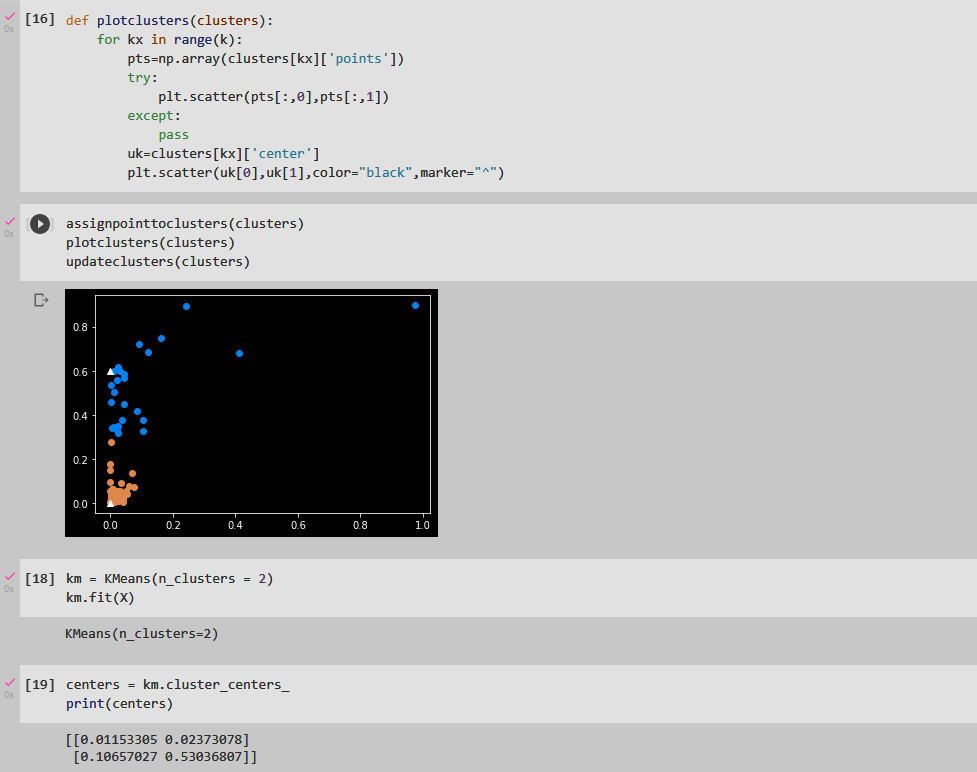 [16] def plotclusters(clusters):
for kx in range(k):
pts=np.array(clusters[kx]['points'])
try:
plt.scatter(pts[:,0],pts[:,1])
except:
pass
uk=clusters[kx]['center']
plt.scatter(uk[0],uk[1],color="black",marker="^")
0s
assignpointtoclusters(clusters)
plotclusters(clusters)
updateclusters(clusters)
0s
0.8
0.6
0.4
0.2
0.0
0.0 0.2 0.4 0.6 0.8 1.0
[18] km = KMeans(n_clusters = 2)
km.fit(X)
0s
KMeans(n_clusters=2)
[19] centers = km.cluster_centers_
print(centers)
0s
[[0.01153305 0.02373078]
[0.10657027 0.53036807]]